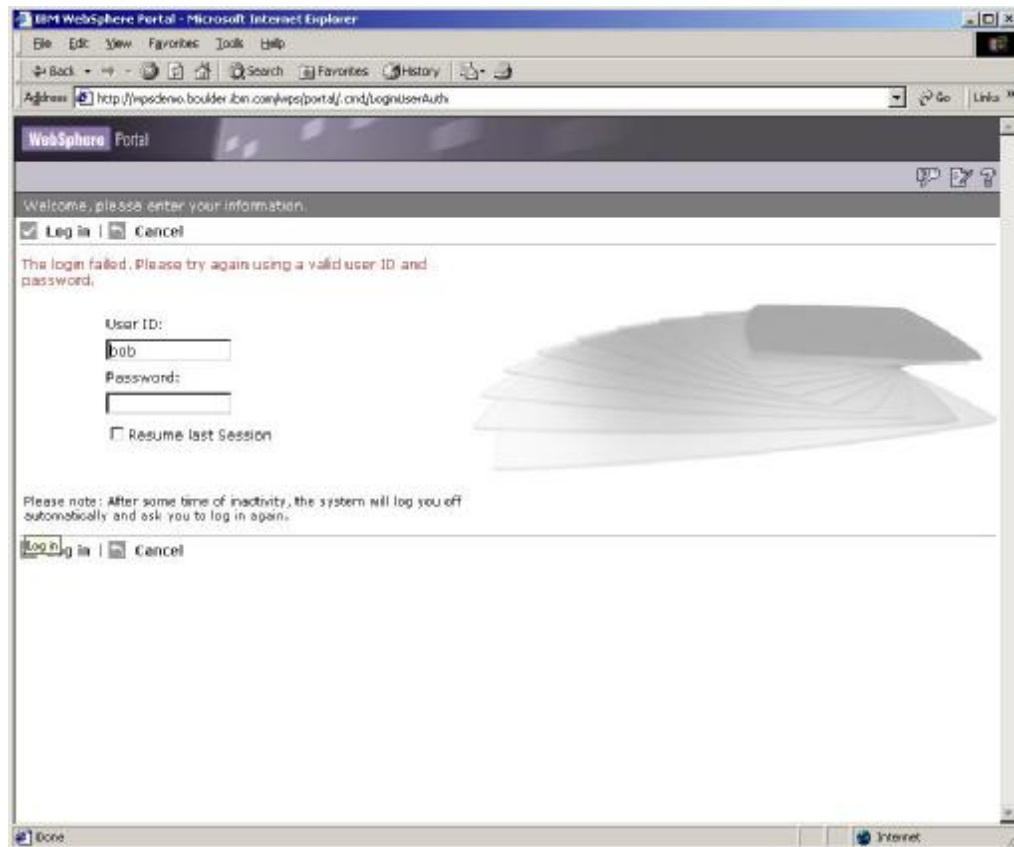 IBM WebSphere Portal - Microsoft Internet Explorer
File Edit View Favorites Tools Help
Back Search Favorites History
Address http://wpsdemo.boulder.ibm.com/wps/portal/.cmd/LoginUserAuth Go Links
WebSphere Portal
Welcome, please enter your information.
Log in | Cancel
The login failed. Please try again using a valid user ID and
password.
User ID:
bob
Password:
Resume last Session
Please note: After some time of inactivity, the system will log you off
automatically and ask you to log in again.
Log in
Log in | Cancel
Done Internet